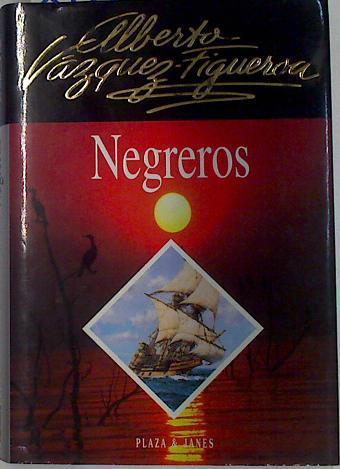 Alberto
Vázquez-Figueroa
Negreros
PLAZA & JANES